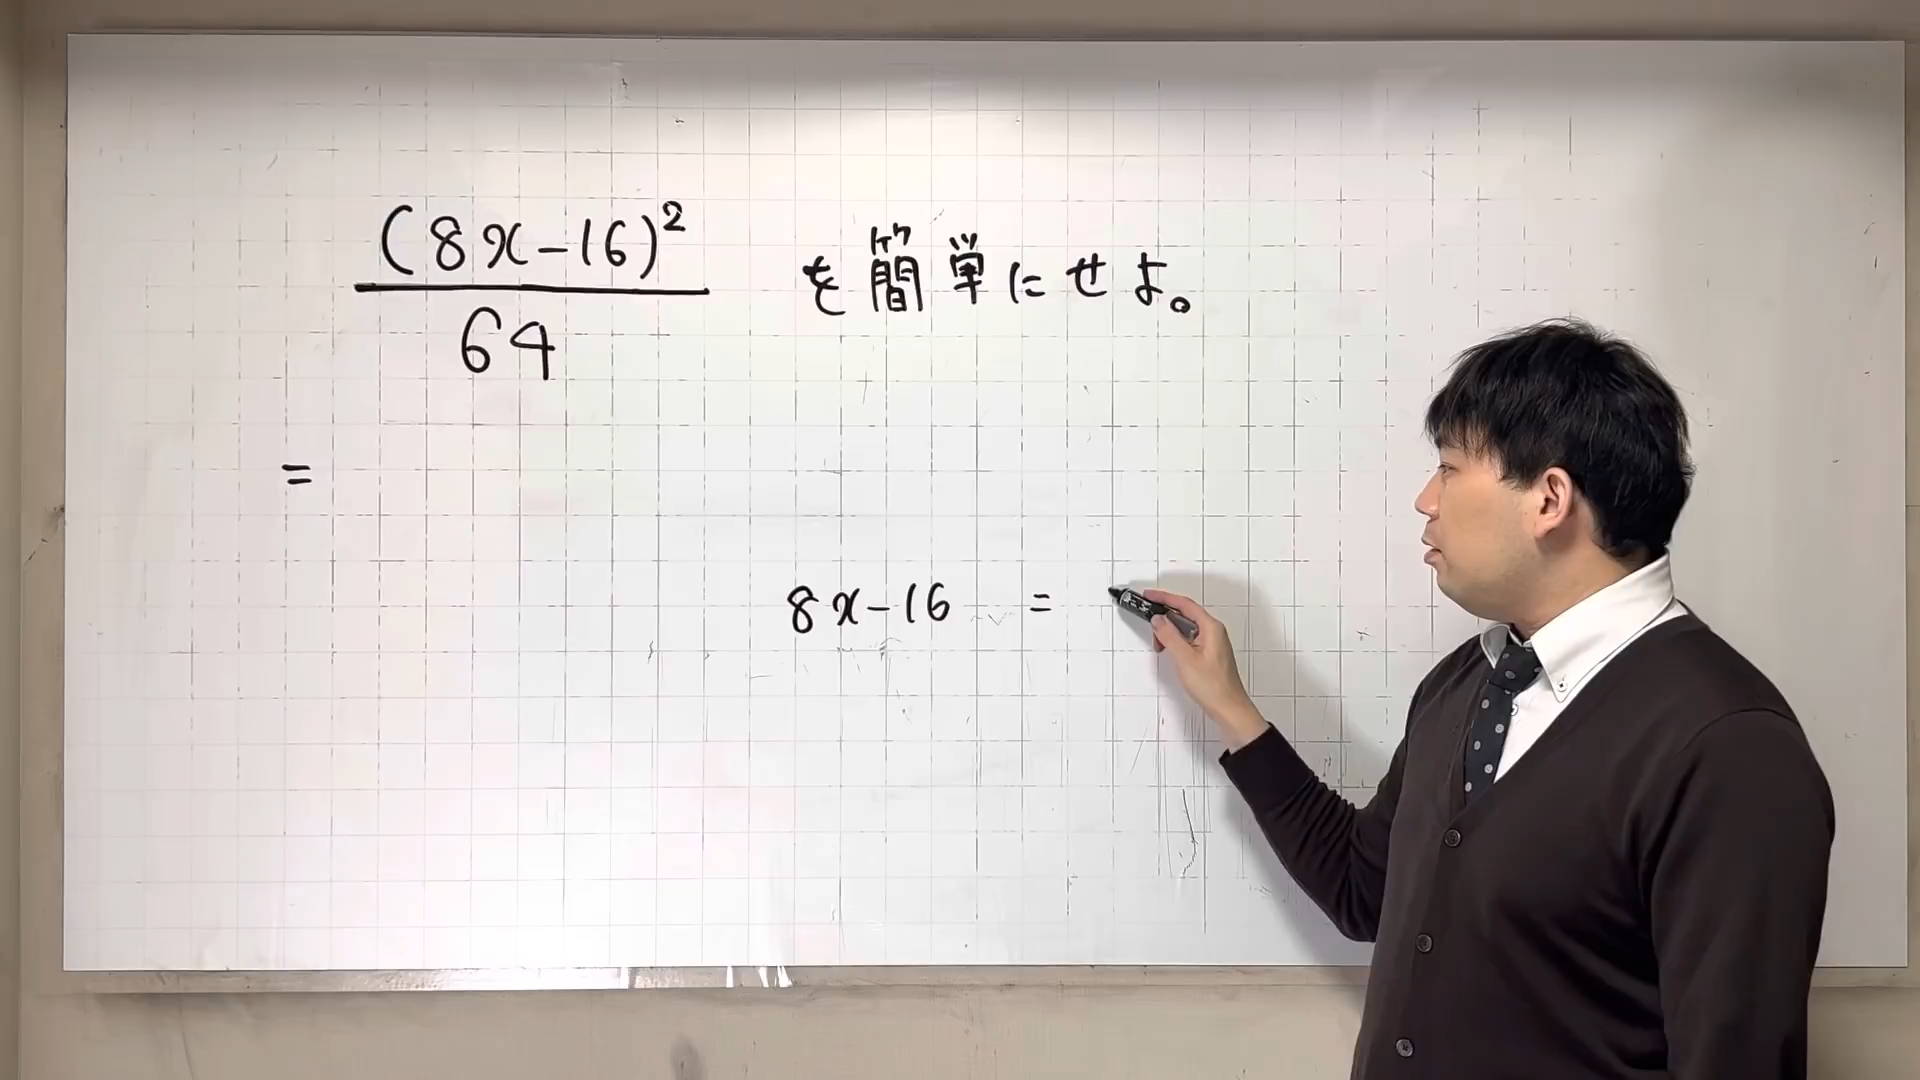 (8x-16)²/64 を簡単にせよ。
=
8x-16 =